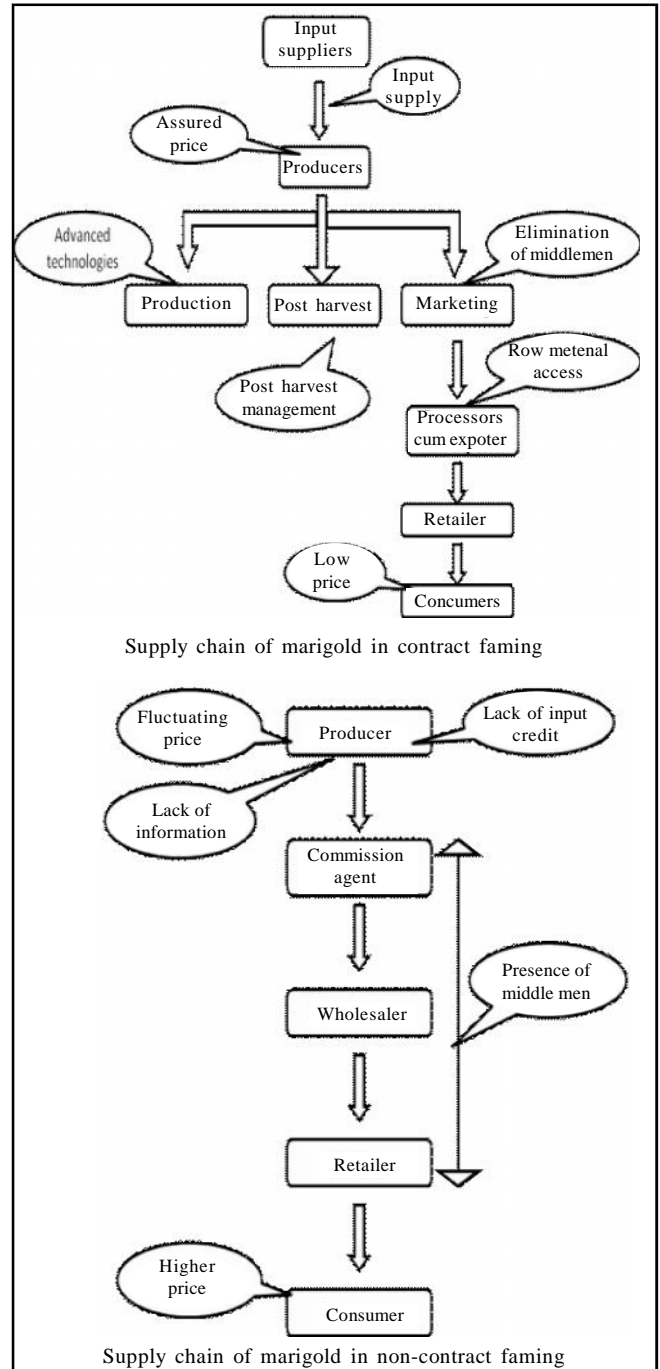 Input
suppliers
Input
supply
Assured
price
Producers
Advanced
technologies
Elimination
of middlemen
Production
Post harvest
Marketing
Post harvest
management
Row metenal
access
Processors
cum expoter
Retailer
Low
price
Concumers
Supply chain of marigold in contract faming
Fluctuating
price
Producer
Lack of input
credit
Lack of
information
Commission
agent
Presence of
middle men
Wholesaler
Retailer
Higher
price
Consumer
Supply chain of marigold in non-contract faming